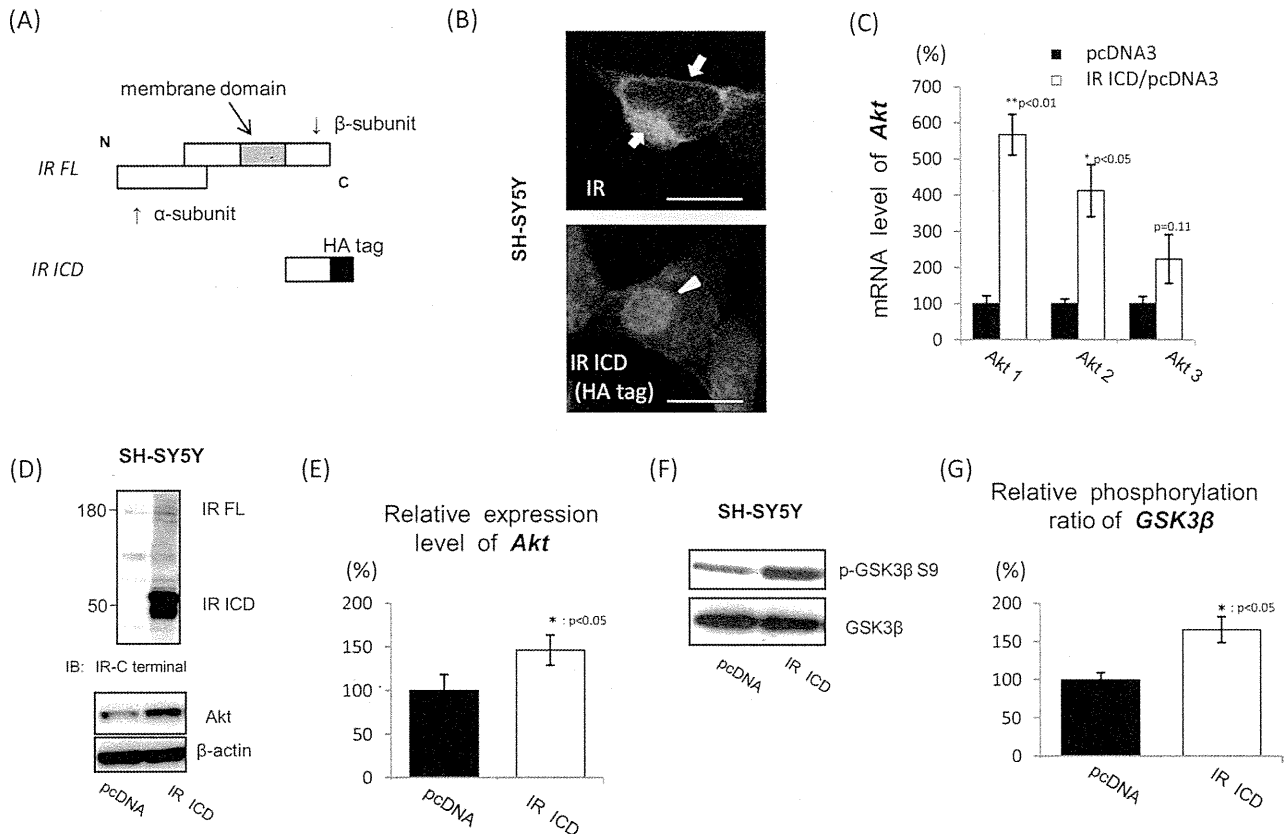 (A)
membrane domain
N
↓ β-subunit
IR FL
C
↑ α-subunit
HA tag
IR ICD
(B)
SH-SY5Y
IR
IR ICD
(HA tag)
(C)
(%)
■ pcDNA3
□ IR ICD/pcDNA3
mRNA level of Akt
700
600
500
400
300
200
100
0
**p<0.01
* p<0.05
p=0.11
Akt 1
Akt 2
Akt 3
(D)
SH-SY5Y
180
IR FL
50
IR ICD
IB: IR-C terminal
Akt
β-actin
pcDNA
IR ICD
(E)
Relative expression
level of Akt
(%)
200
150
100
50
0
* : p<0.05
pcDNA
IR ICD
(F)
SH-SY5Y
p-GSK3β S9
GSK3β
pcDNA
IR ICD
(G)
Relative phosphorylation
ratio of GSK3β
(%)
200
150
100
50
0
* : p<0.05
pcDNA
IR ICD